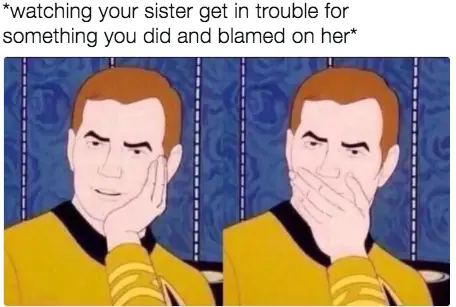 *watching your sister get in trouble for
something you did and blamed on her*